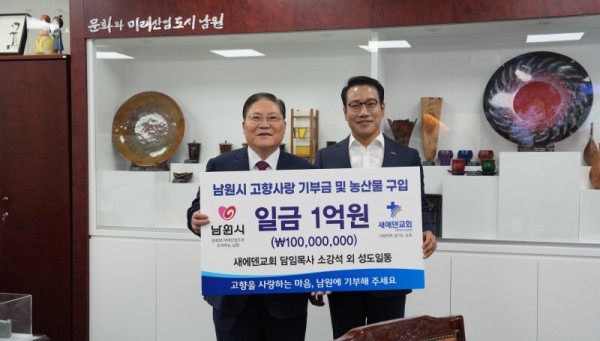 문화와 미래산업도시 남원
남원시 고향사랑 기부금 및 농산물 구입
남원시
일금 1억원
새에덴교회
(₩100,000,000)
새에덴교회 담임목사 소강석 외 성도일동
고향을 사랑하는 마음, 남원에 기부해 주세요